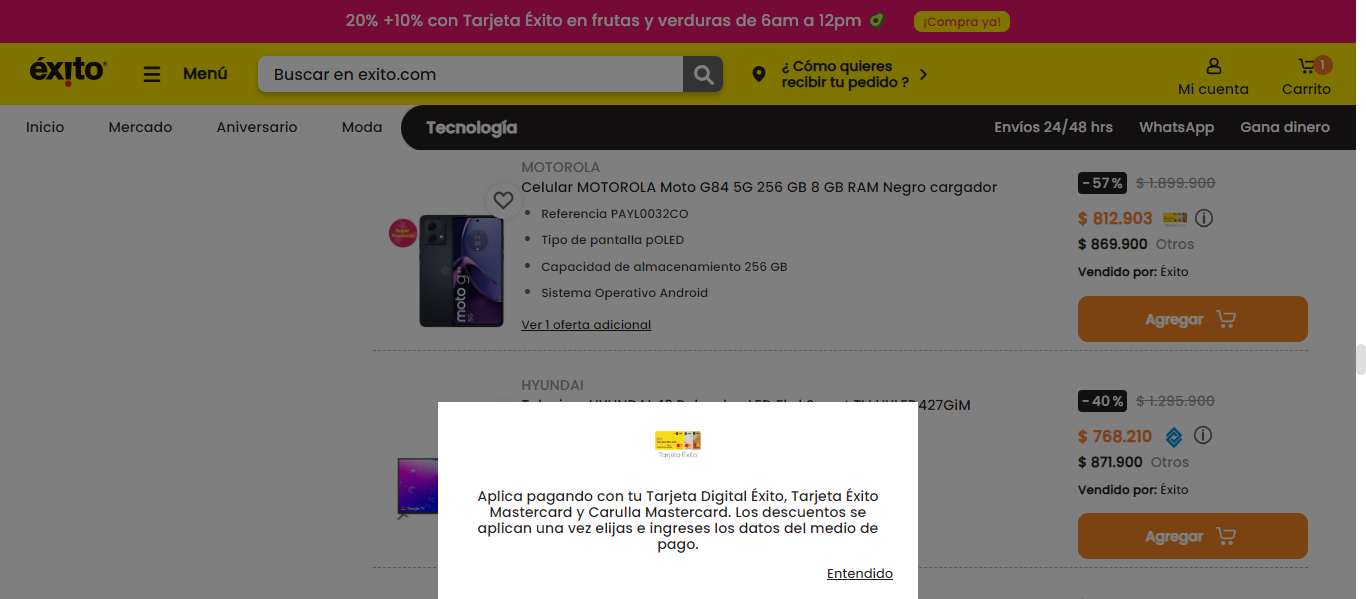 20% +10% con Tarjeta Éxito en frutas y verduras de 6am a 12pm
¡Compra ya!
éxito
Menú
Buscar en exito.com
¿ Cómo quieres
recibir tu pedido ?
Mi cuenta
1
Carrito
Inicio
Mercado
Aniversario
Moda
Tecnología
Envíos 24/48 hrs
WhatsApp
Gana dinero
MOTOROLA
Celular MOTOROLA Moto G84 5G 256 GB 8 GB RAM Negro cargador
Referencia PAYL0032CO
Tipo de pantalla pOLED
Capacidad de almacenamiento 256 GB
Sistema Operativo Android
Ver 1 oferta adicional
moto g
-57%
$ 1.899.900
$ 812.903
$ 869.900 Otros
Vendido por: Éxito
Agregar
HYUNDAI
427GiM
-40%
$ 1.295.900
$ 768.210
$ 871.900 Otros
Vendido por: Éxito
Agregar
Tarjeta Éxito
Aplica pagando con tu Tarjeta Digital Éxito, Tarjeta Éxito
Mastercard y Carulla Mastercard. Los descuentos se
aplican una vez elijas e ingreses los datos del medio de
pago.
Entendido